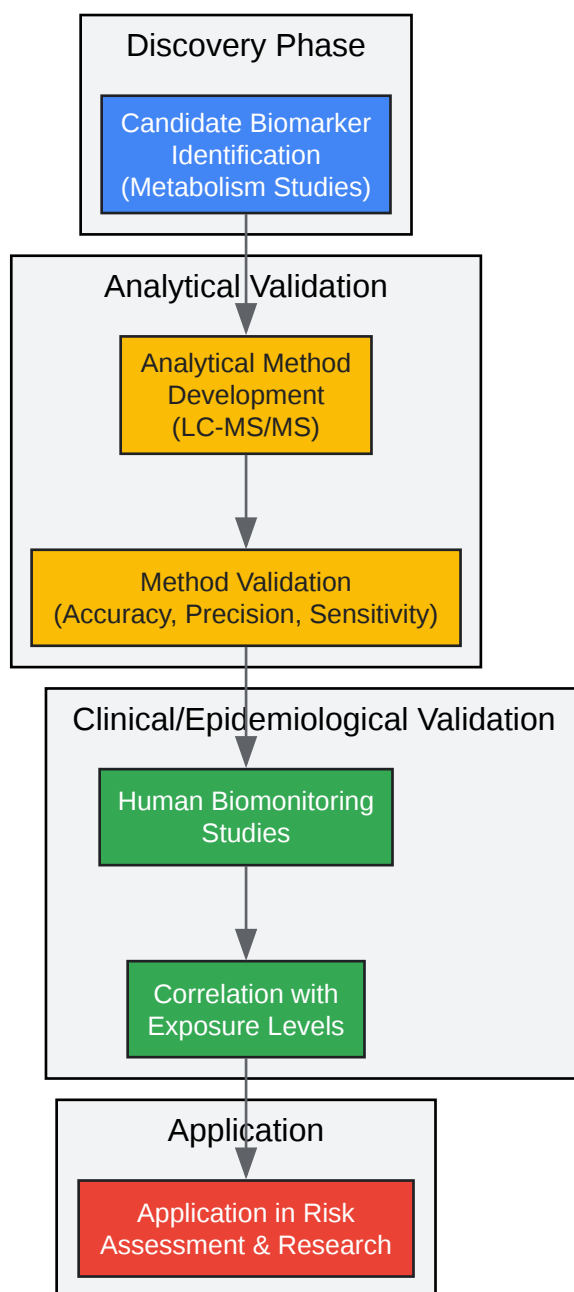 Discovery Phase
Candidate Biomarker
Identification
(Metabolism Studies)
Analytical Validation
Analytical Method
Development
(LC-MS/MS)
Method Validation
(Accuracy, Precision, Sensitivity)
Clinical/Epidemiological Validation
Human Biomonitoring
Studies
Correlation with
Exposure Levels
Application
Application in Risk
Assessment & Research